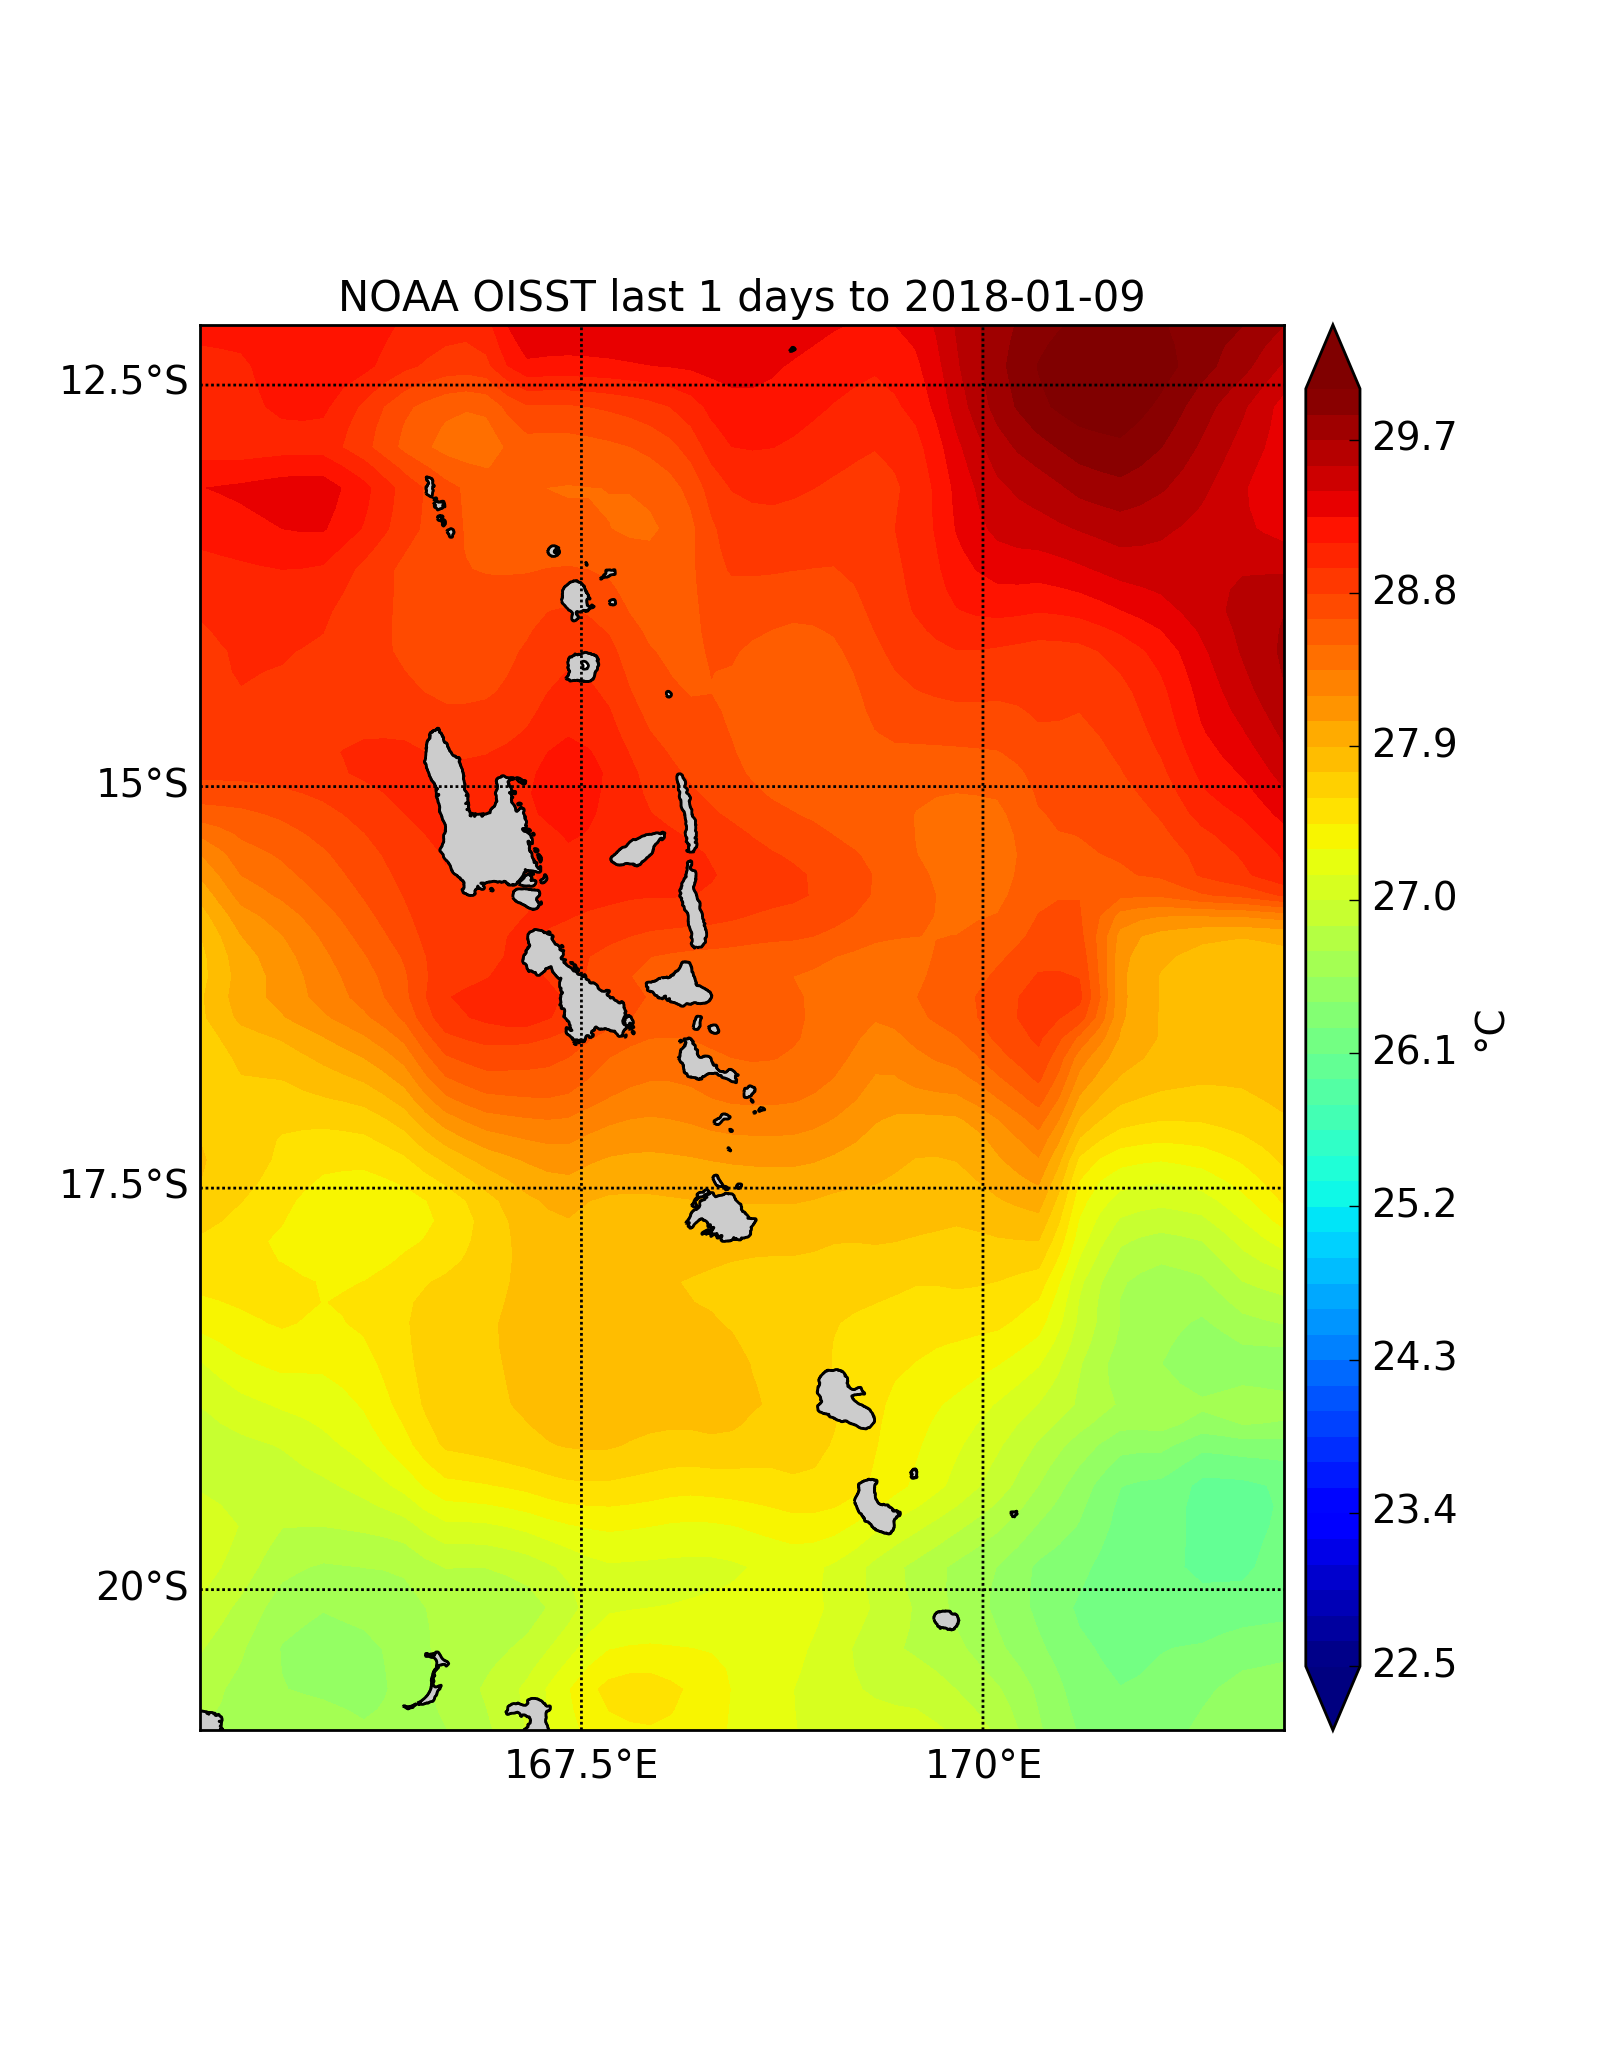 NOAA OISST last 1 days to 2018-01-09
12.5°S
15°S
17.5°S
20°S
167.5°E
170°E
29.7
28.8
27.9
27.0
26.1
25.2
24.3
23.4
22.5
°C